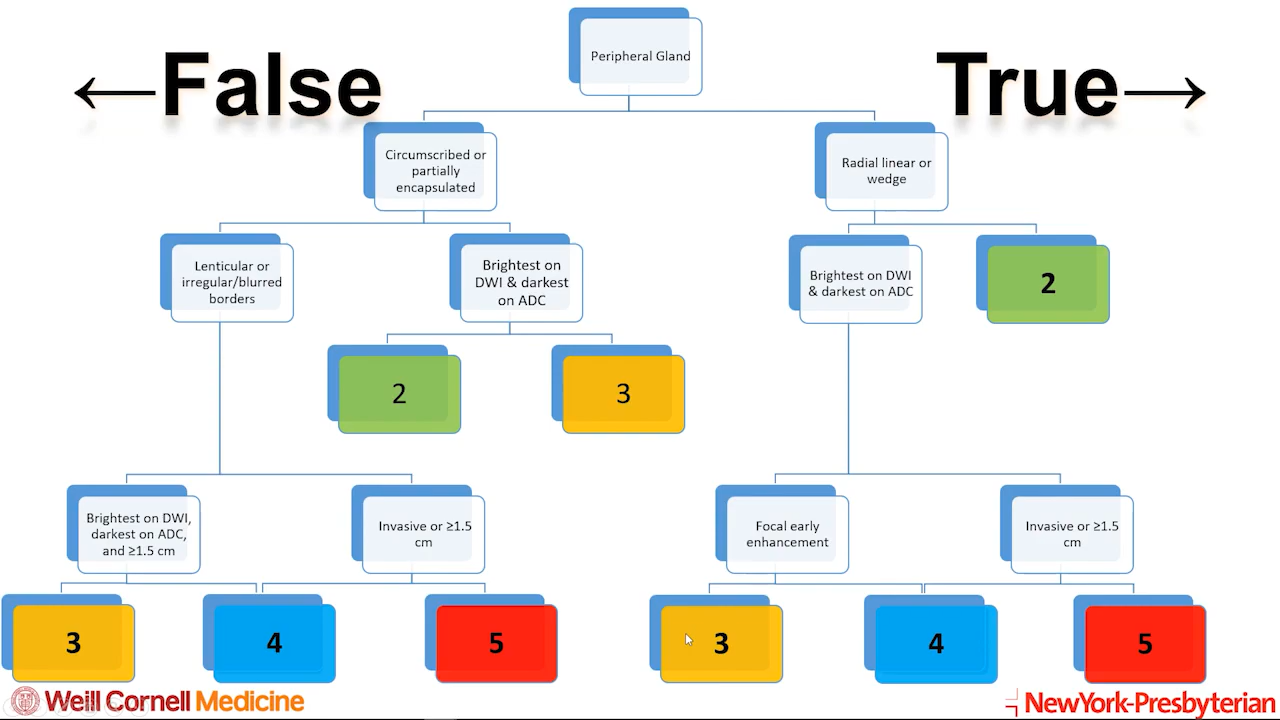 Peripheral Gland
←False
True→
Circumscribed or
partially
encapsulated
Radial linear or
wedge
Lenticular or
irregular/blurred
borders
Brightest on
DWI & darkest
on ADC
Brightest on DWI
& darkest on ADC
2
2
3
Brightest on DWI,
darkest on ADC,
and ≥1.5 cm
Invasive or ≥1.5
cm
Focal early
enhancement
Invasive or ≥1.5
cm
3
4
5
3
4
5
Weill Cornell Medicine
NewYork-Presbyterian